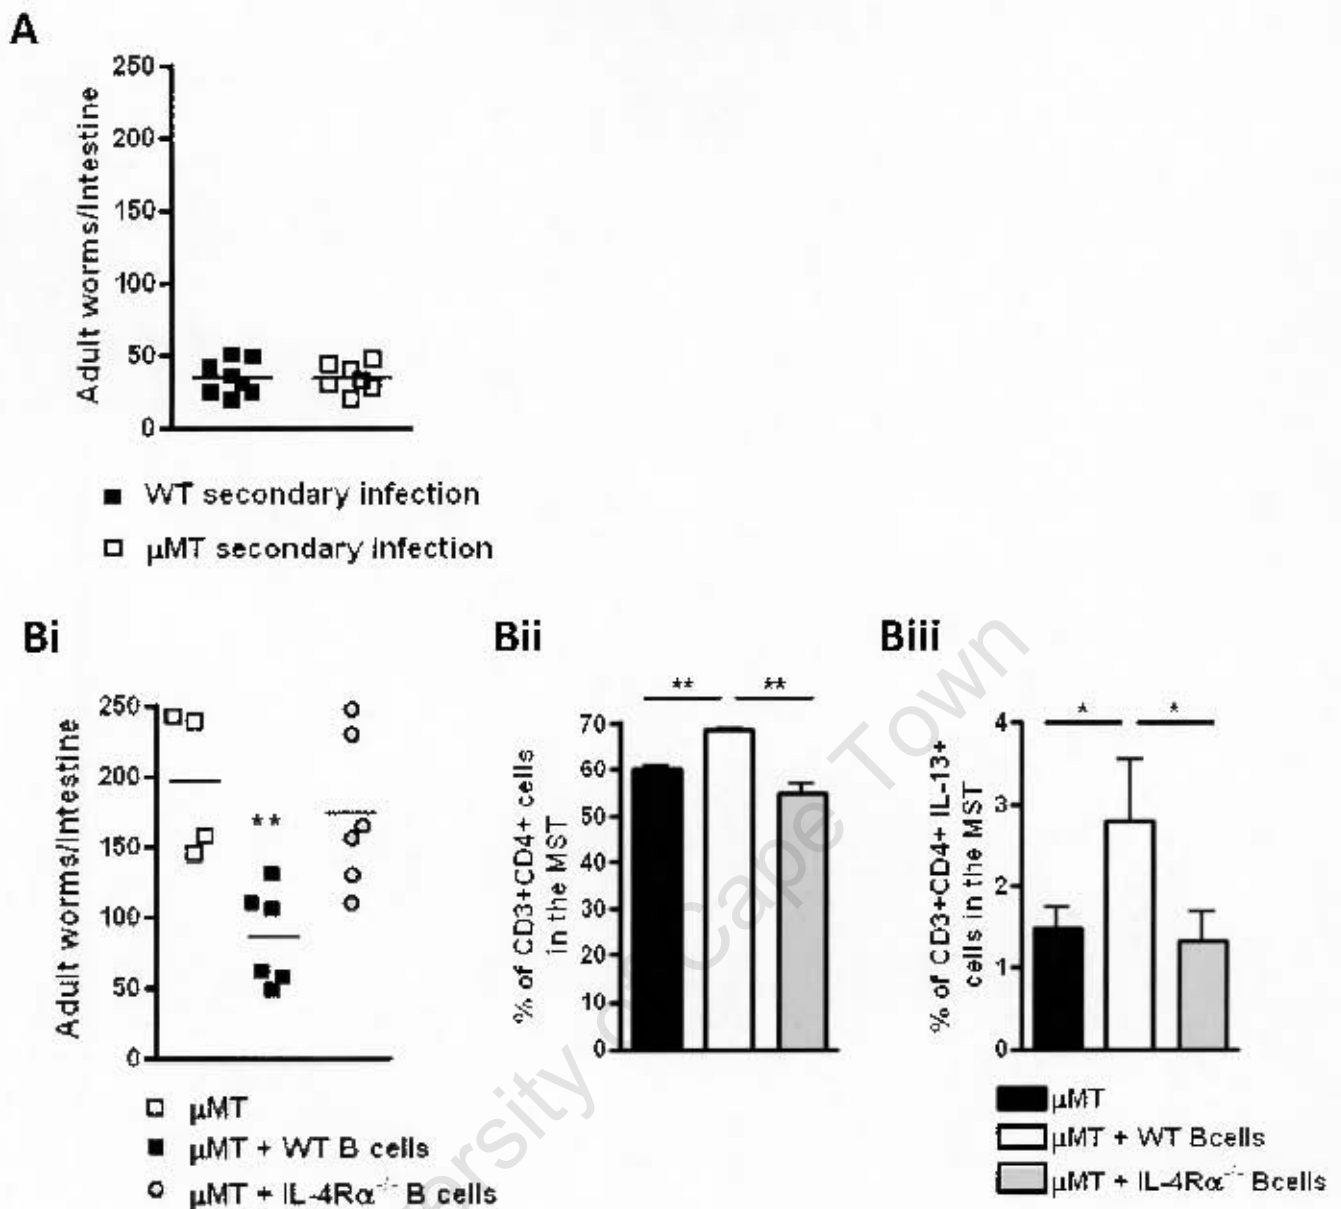 A
250
200
150
100
50
0
Adult worms/Intestine
WT secondary infection
µMT secondary infection
Bi
250
200
150
100
50
0
Adult worms/Intestine
**
µMT
µMT + WT B cells
µMT + IL-4Rα-/- B cells
Bii
** **
70
60
50
40
30
20
10
0
% of CD3+CD4+ cells
in the MST
Biii
* *
4
3
2
1
0
% of CD3+CD4+ IL-13+
cells in the MST
µMT
µMT + WT Bcells
µMT + IL-4Rα-/- Bcells
ersity of Cape Town